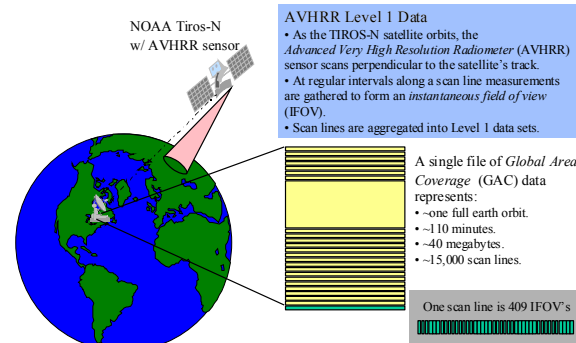 NOAA Tiros-N
w/ AVHRR sensor
AVHRR Level 1 Data
• As the TIROS-N satellite orbits, the
Advanced Very High Resolution Radiometer (AVHRR)
sensor scans perpendicular to the satellite's track.
• At regular intervals along a scan line measurements
are gathered to form an instantaneous field of view
(IFOV).
• Scan lines are aggregated into Level 1 data sets.
A single file of Global Area
Coverage (GAC) data
represents:
• ~one full earth orbit.
• ~110 minutes.
• ~40 megabytes.
• ~15,000 scan lines.
One scan line is 409 IFOV's